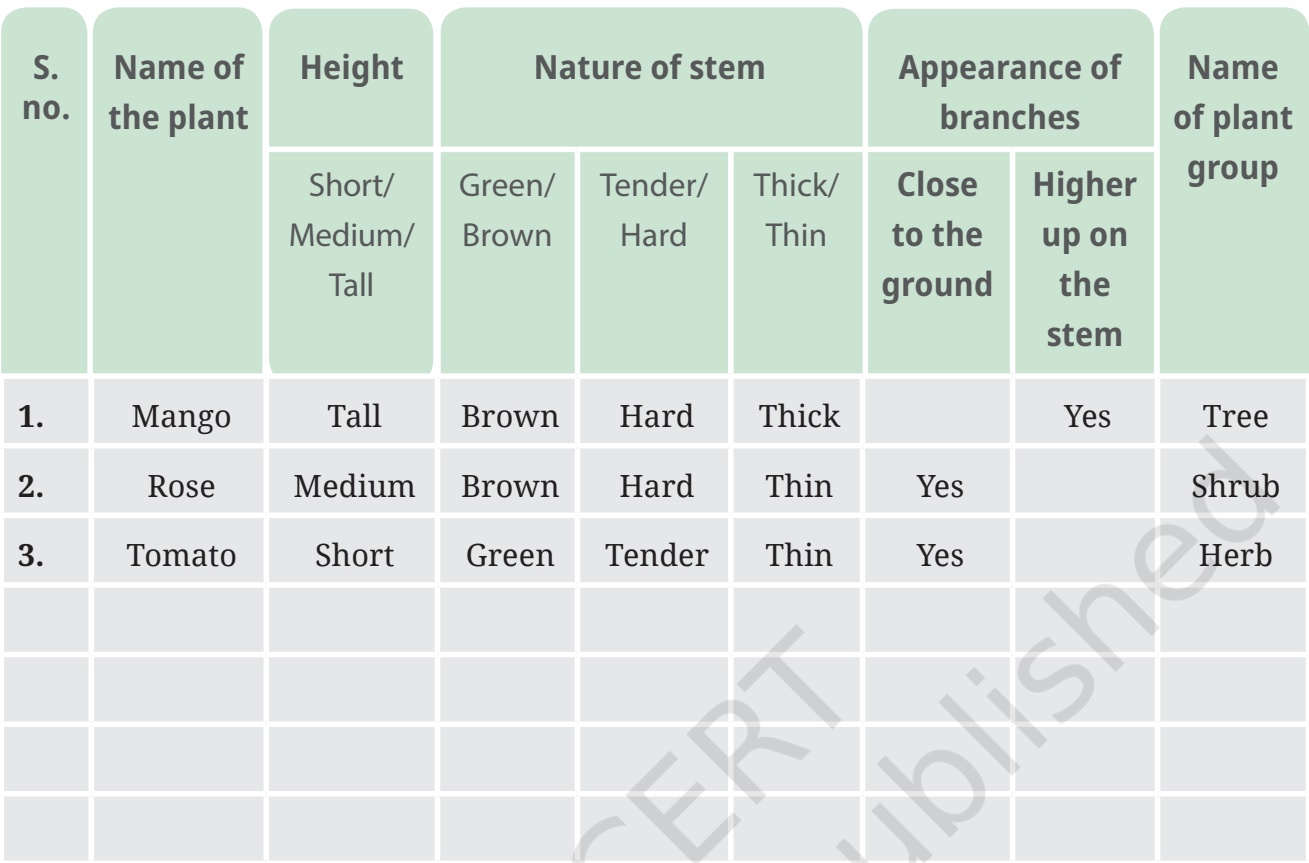 S. no.
Name of the plant
Height
Nature of stem
Appearance of branches
Name of plant group
Short/ Medium/ Tall
Green/ Brown
Tender/ Hard
Thick/ Thin
Close to the ground
Higher up on the stem
1. Mango Tall Brown Hard Thick Yes Tree
2. Rose Medium Brown Hard Thin Yes Shrub
3. Tomato Short Green Tender Thin Yes Herb